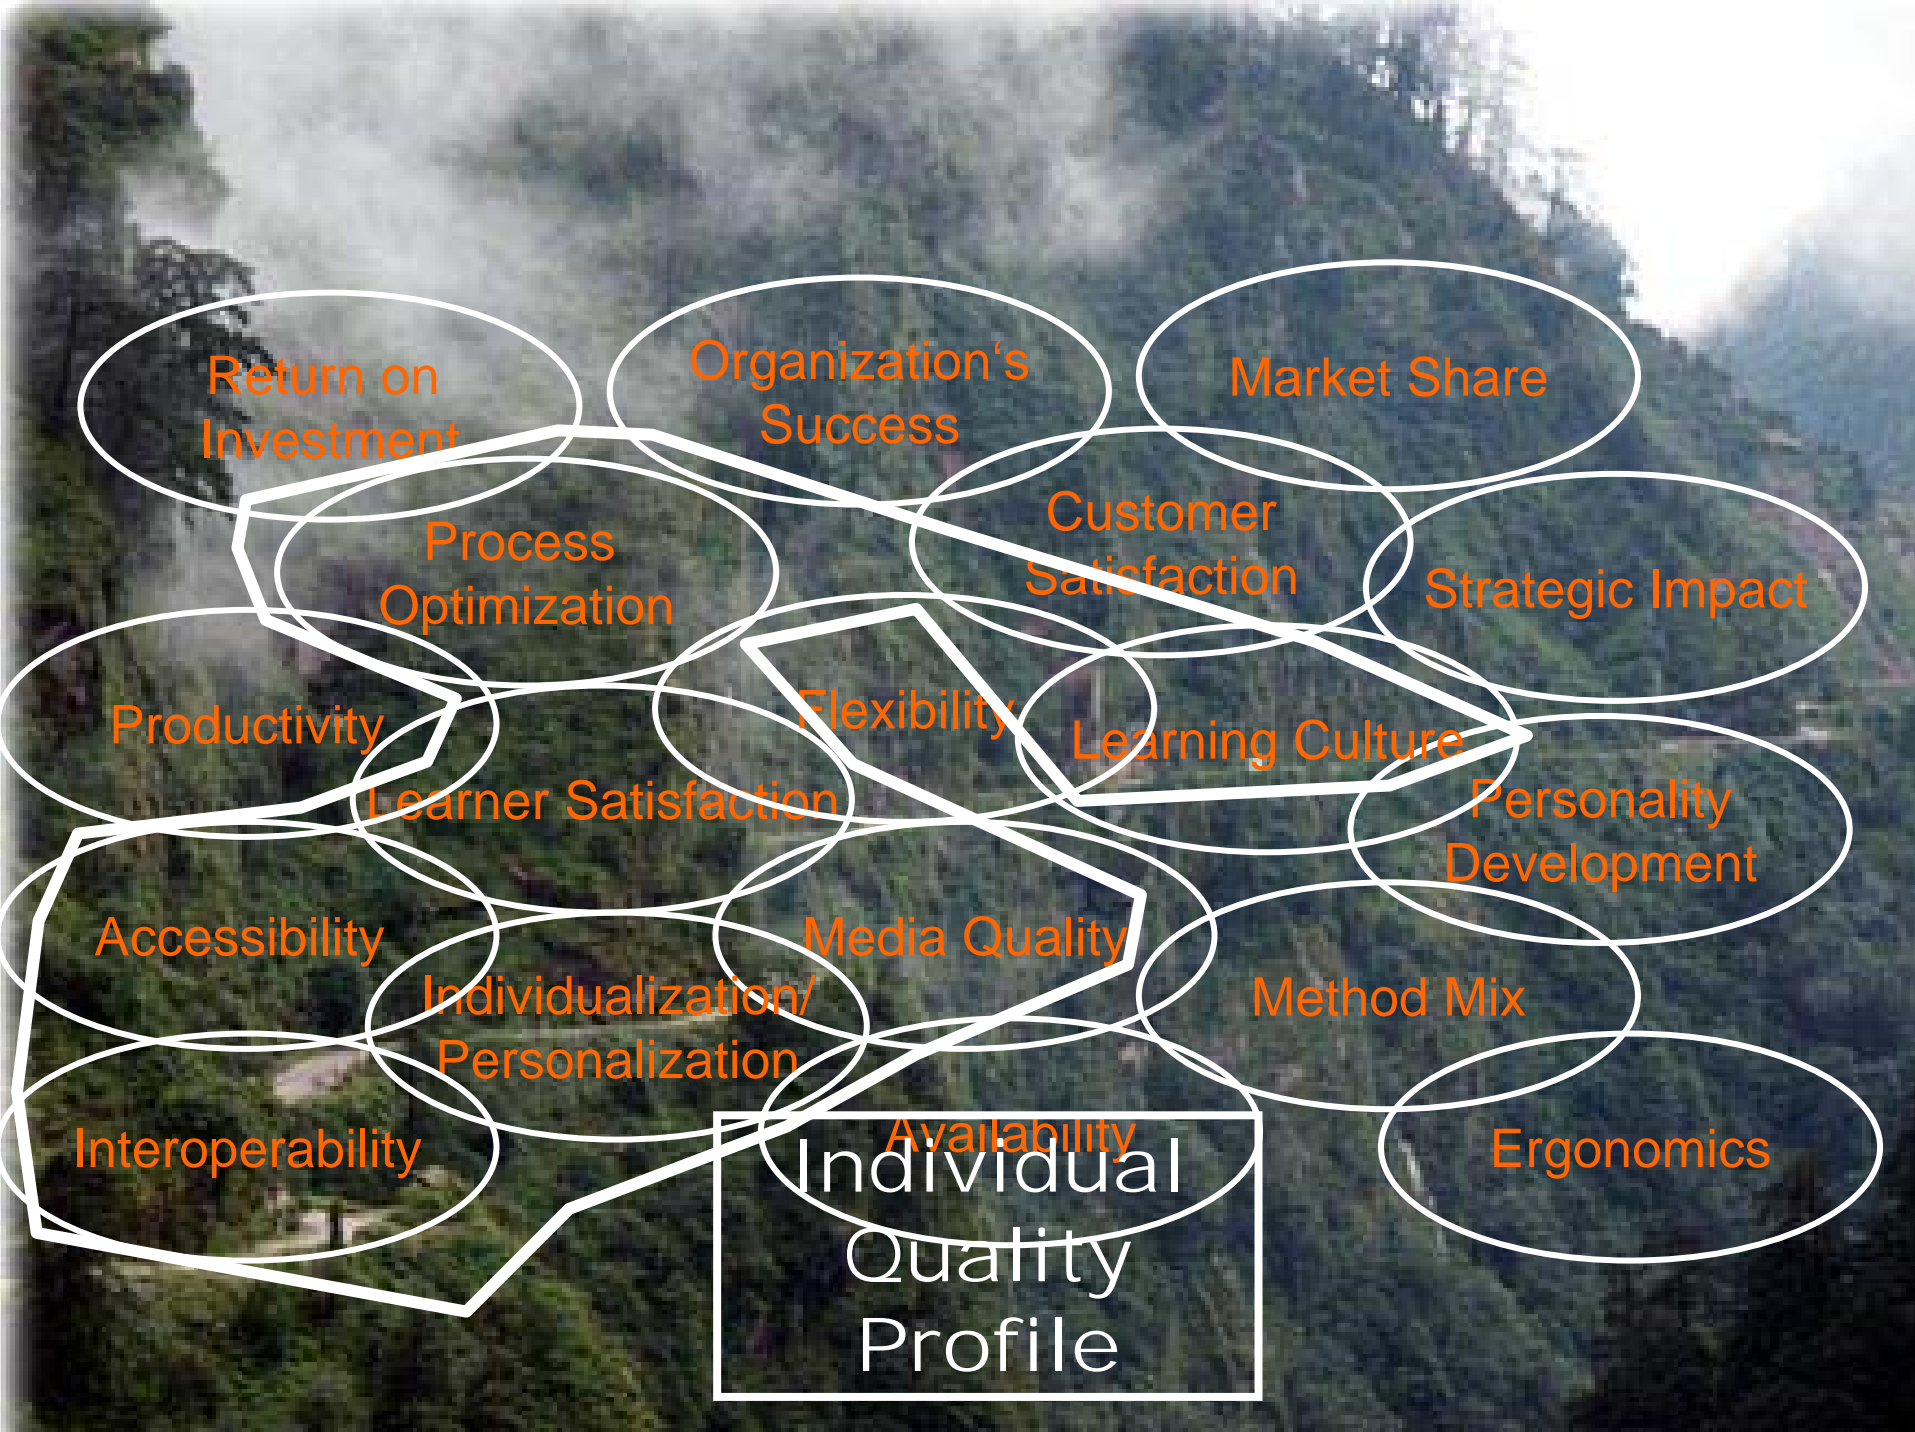 Return on
Investment
Organization‘s
Success
Market Share
Process
Optimization
Customer
Satisfaction
Strategic Impact
Productivity
Flexibility
Learning Culture
Learner Satisfaction
Personality
Development
Accessibility
Media Quality
Individualization/
Personalization
Method Mix
Interoperability
Availability
Ergonomics
Individual
Quality
Profile